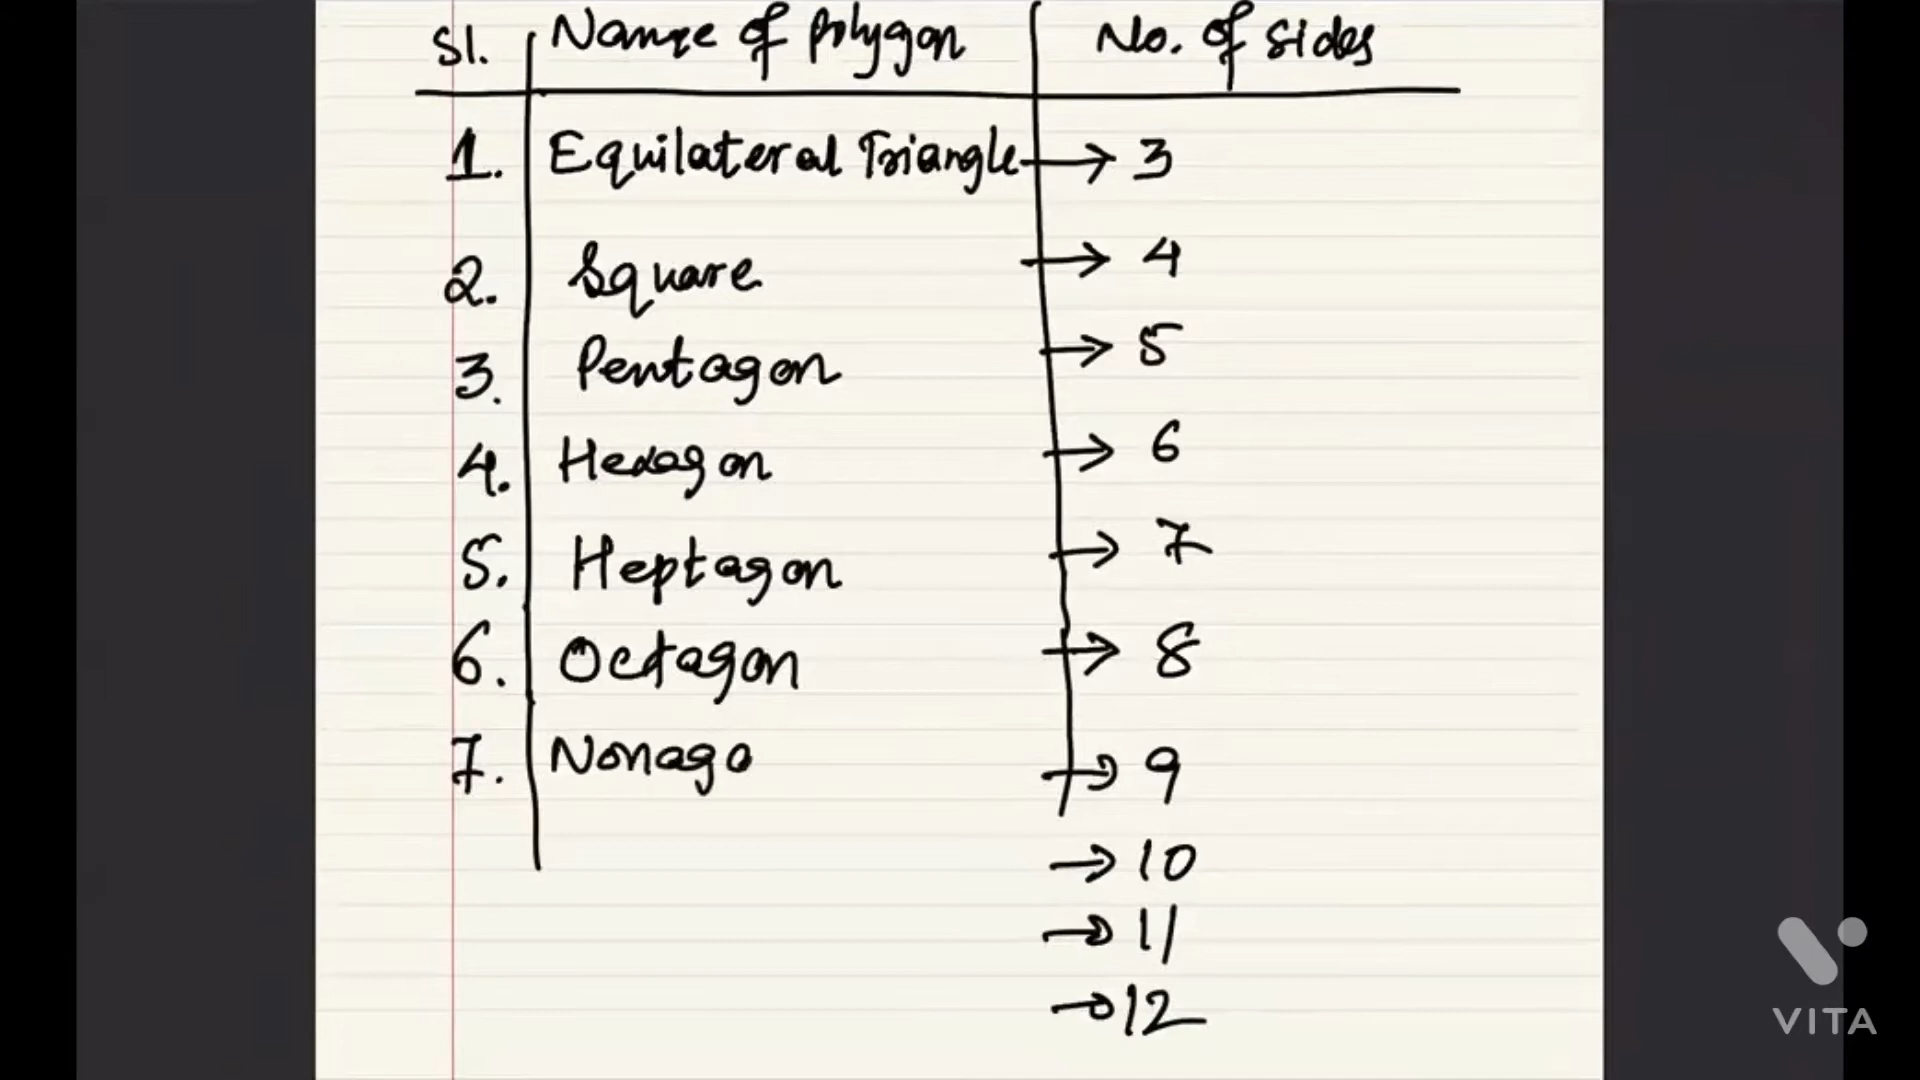 Sl. Name of Polygon No. of Sides
1. Equilateral Triangle → 3
2. Square → 4
3. Pentagon → 5
4. Hexagon → 6
5. Heptagon → 7
6. Octagon → 8
7. Nonago → 9
→ 10
→ 11
→ 12
VITA